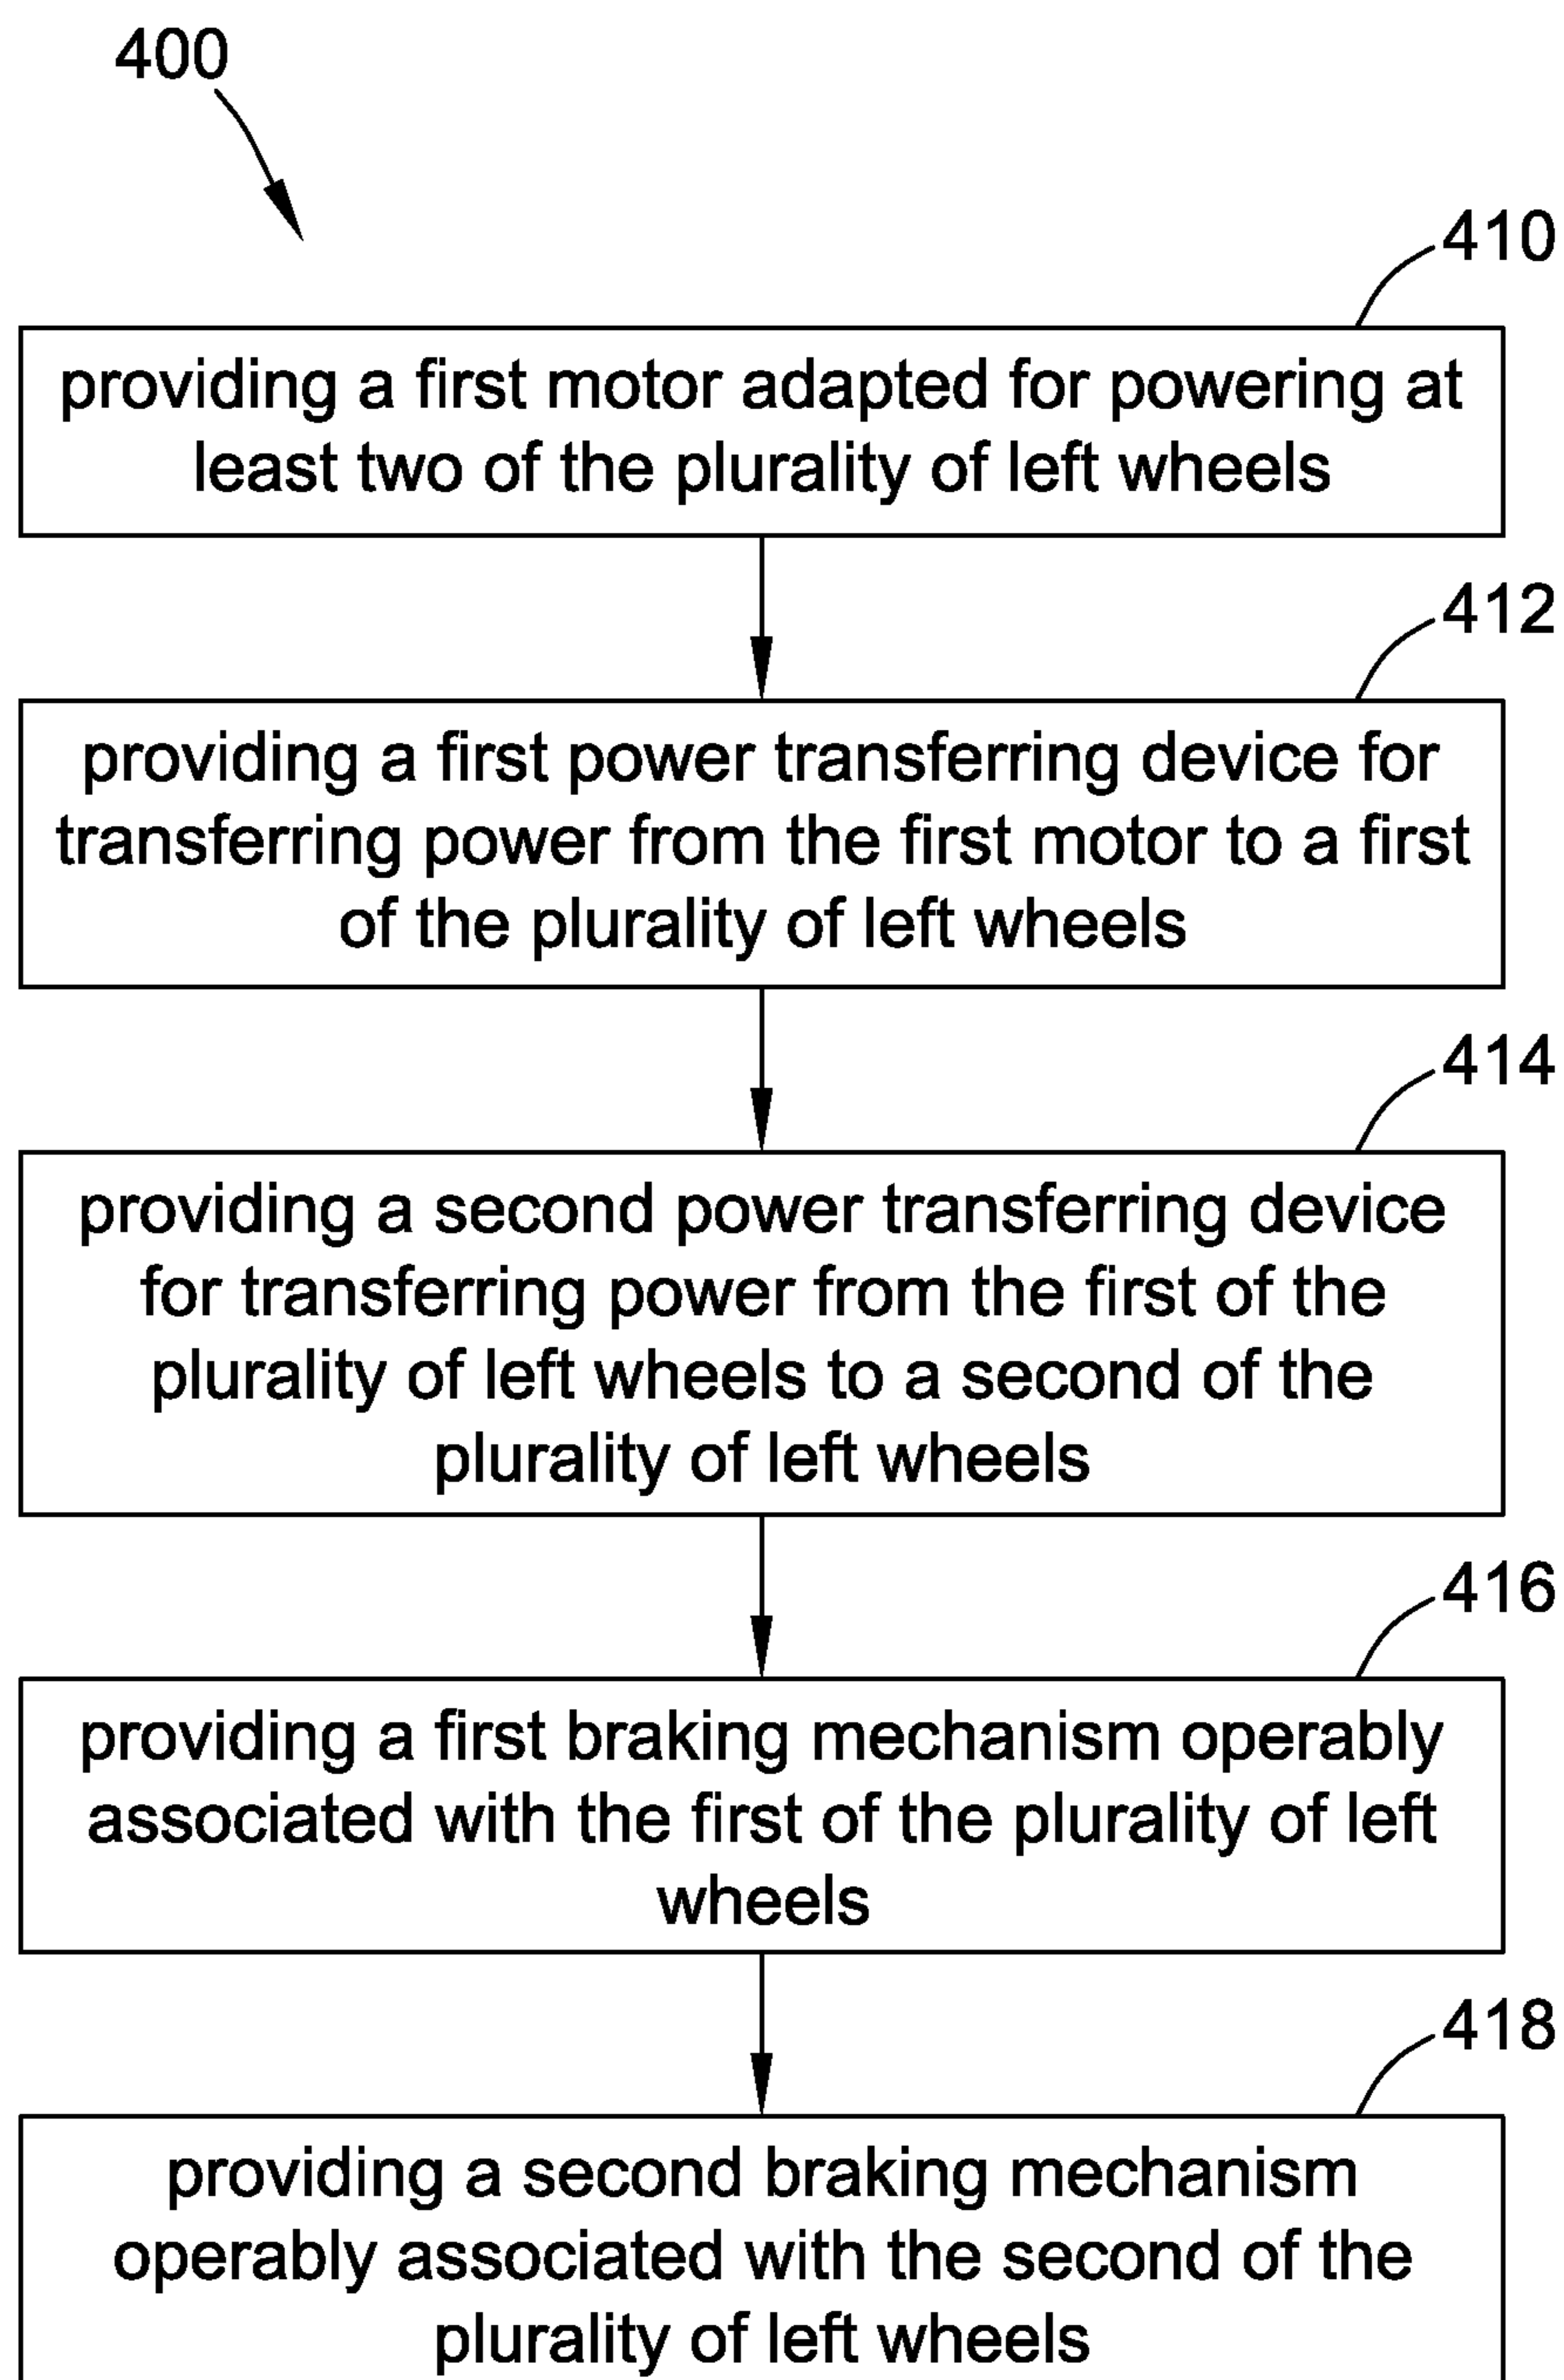 400
410
providing a first motor adapted for powering at
least two of the plurality of left wheels
412
providing a first power transferring device for
transferring power from the first motor to a first
of the plurality of left wheels
414
providing a second power transferring device
for transferring power from the first of the
plurality of left wheels to a second of the
plurality of left wheels
416
providing a first braking mechanism operably
associated with the first of the plurality of left
wheels
418
providing a second braking mechanism
operably associated with the second of the
plurality of left wheels